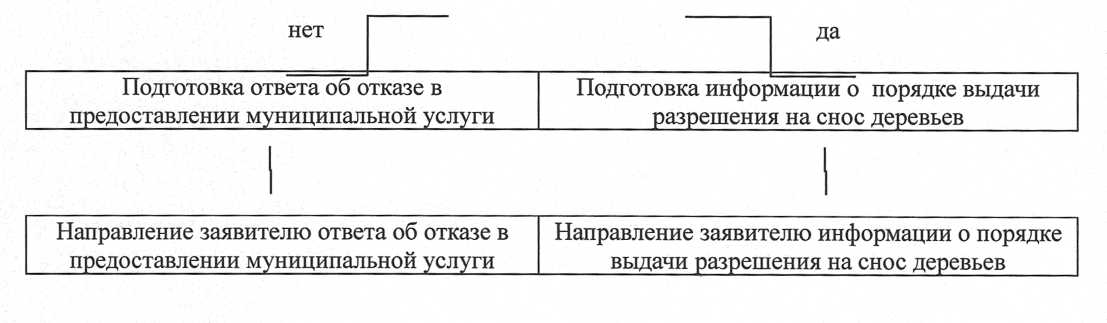 нет
да
Подготовка ответа об отказе в
предоставлении муниципальной услуги
Подготовка информации о порядке выдачи
разрешения на снос деревьев
Направление заявителю ответа об отказе в
предоставлении муниципальной услуги
Направление заявителю информации о порядке
выдачи разрешения на снос деревьев